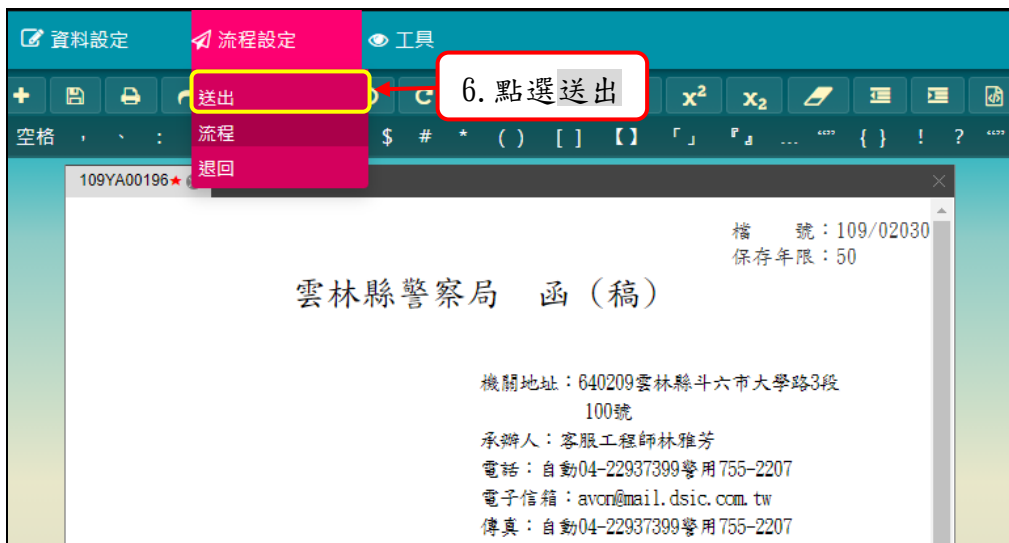 資料設定 流程設定 工具
送出 6.點選送出 x² x₂
空格 , 、 : 流程 $ # * ( ) [ ] 【】 「」 『』 ... “” { } ! ? “”
退回
109YA00196★
檔 號：109/02030
保存年限：50
雲林縣警察局 函（稿）
機關地址：640209雲林縣斗六市大學路3段
100號
承辦人：客服工程師林雅芳
電話：自動04-22937399警用755-2207
電子信箱：avon@mail.dsic.com.tw
傳真：自動04-22937399警用755-2207